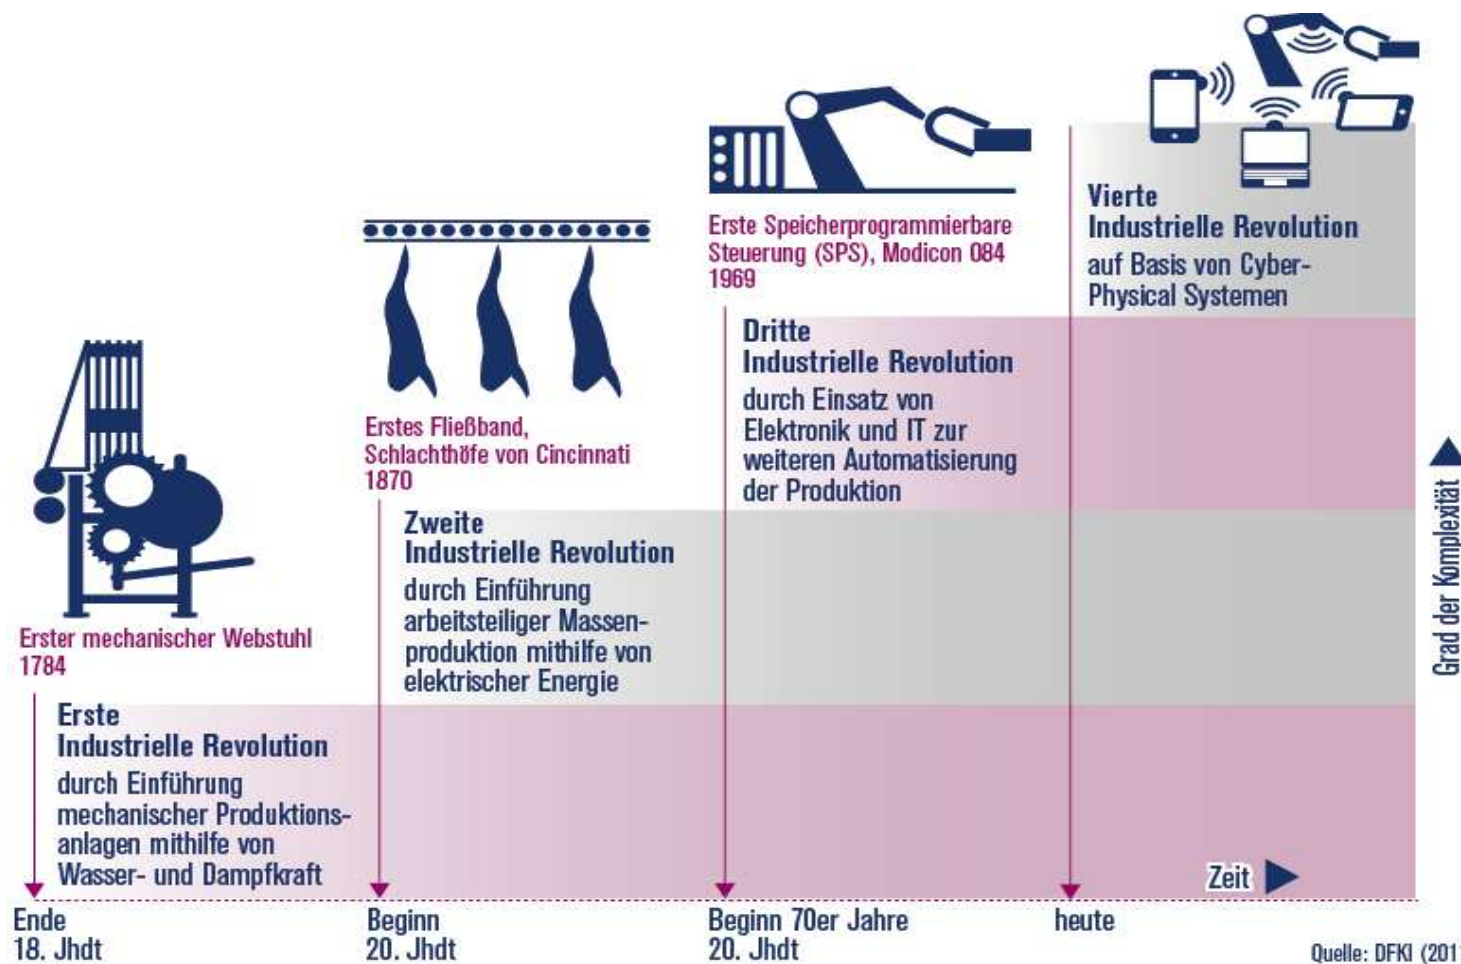 Vierte
Industrielle Revolution
auf Basis von Cyber-
Physical Systemen
Erste Speicherprogrammierbare
Steuerung (SPS), Modicon 084
1969
Dritte
Industrielle Revolution
durch Einsatz von
Elektronik und IT zur
weiteren Automatisierung
der Produktion
Erstes Fließband,
Schlachthöfe von Cincinnati
1870
Zweite
Industrielle Revolution
durch Einführung
arbeitsteiliger Massen-
produktion mithilfe von
elektrischer Energie
Erster mechanischer Webstuhl
1784
Erste
Industrielle Revolution
durch Einführung
mechanischer Produktions-
anlagen mithilfe von
Wasser- und Dampfkraft
Grad der Komplexität
Zeit
Ende
18. Jhdt
Beginn
20. Jhdt
Beginn 70er Jahre
20. Jhdt
heute
Quelle: DFKI